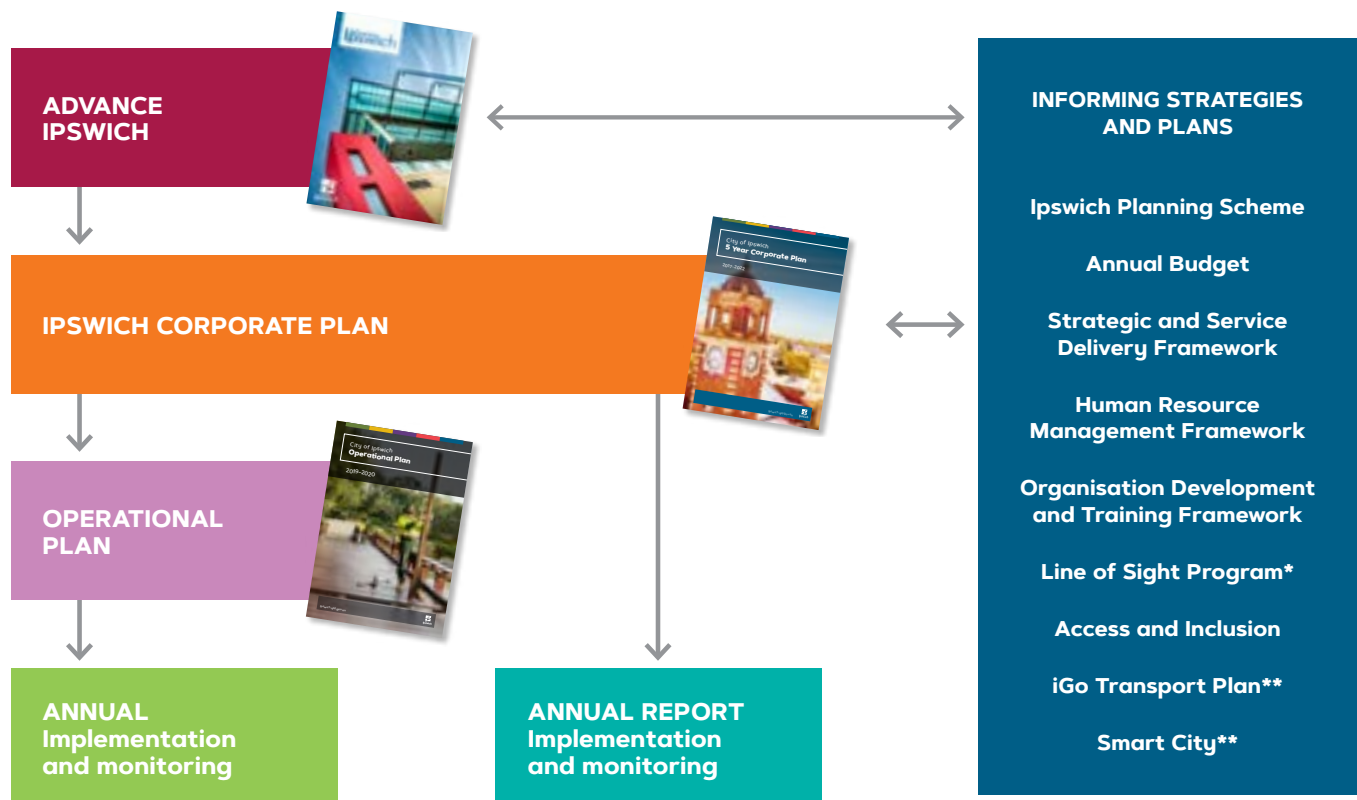 ADVANCE
IPSWICH
Ipswich
INFORMING STRATEGIES
AND PLANS
Ipswich Planning Scheme
Annual Budget
Strategic and Service
Delivery Framework
Human Resource
Management Framework
Organisation Development
and Training Framework
Line of Sight Program*
Access and Inclusion
iGo Transport Plan**
Smart City**
IPSWICH CORPORATE PLAN
City of Ipswich
5 Year Corporate Plan
OPERATIONAL
PLAN
City of Ipswich
Operational Plan
2019-2020
ANNUAL
Implementation
and monitoring
ANNUAL REPORT
Implementation
and monitoring